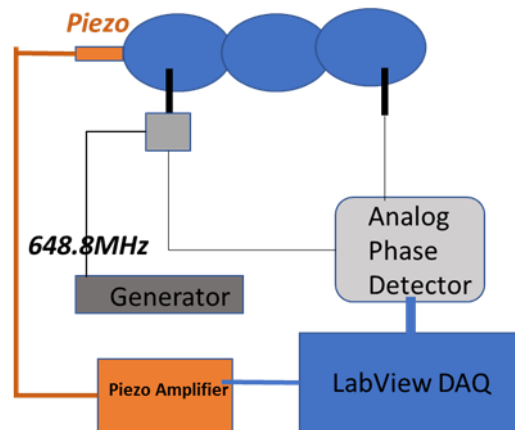 Piezo
648.8MHz
Generator
Analog
Phase
Detector
Piezo Amplifier
LabView DAQ